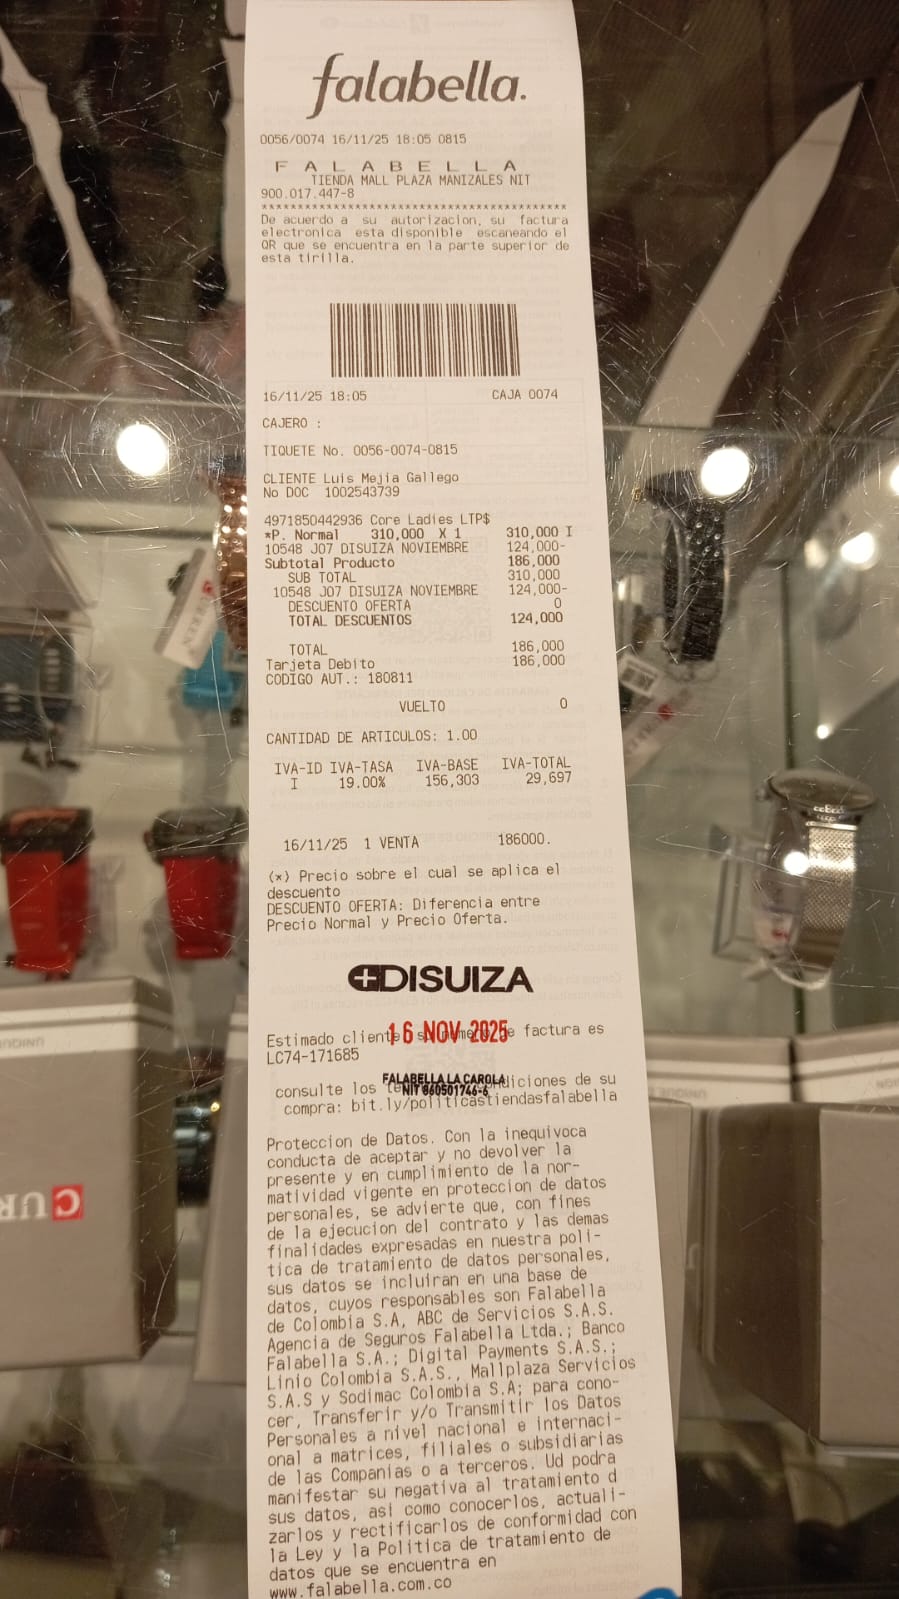 falabella.
0056/0074 16/11/25 18:05 0815
F A L A B E L L A
TIENDA MALL PLAZA MANIZALES NIT
900.017.447-8
De acuerdo a su autorizacion, su factura
electronica esta disponible escaneando el
QR que se encuentra en la parte superior de
esta tirilla.
16/11/25 18:05 CAJA 0074
CAJERO :
TIQUETE No. 0056-0074-0815
CLIENTE Luis Mejia Gallego
No DOC 1002543739
4971850442936 Core Ladies LTP$
*P. Normal 310,000 X 1 310,000 I
10548 J07 DISUIZA NOVIEMBRE 124,000-
Subtotal Producto 186,000
SUB TOTAL 310,000
10548 J07 DISUIZA NOVIEMBRE 124,000-
DESCUENTO OFERTA 0
TOTAL DESCUENTOS 124,000
TOTAL 186,000
Tarjeta Debito 186,000
CODIGO AUT.: 180811
VUELTO 0
CANTIDAD DE ARTICULOS: 1.00
IVA-ID IVA-TASA IVA-BASE IVA-TOTAL
I 19.00% 156,303 29,697
16/11/25 1 VENTA 186000.
(*) Precio sobre el cual se aplica el
descuento
DESCUENTO OFERTA: Diferencia entre
Precio Normal y Precio Oferta.
DISUIZA
16 NOV 2025
Estimado cliente su numero de factura es
LC74-171685
FALABELLA LA CAROLA
NIT 860501746-6
consulte los condiciones de su
compra: bit.ly/politicastiendasfalabella
Proteccion de Datos. Con la inequivoca
conducta de aceptar y no devolver la
presente y en cumplimiento de la nor-
matividad vigente en proteccion de datos
personales, se advierte que, con fines
de la ejecucion del contrato y las demas
finalidades expresadas en nuestra poli-
tica de tratamiento de datos personales,
sus datos se incluiran en una base de
datos, cuyos responsables son Falabella
de Colombia S.A, ABC de Servicios S.A.S.
Agencia de Seguros Falabella Ltda.; Banco
Falabella S.A.; Digital Payments S.A.S.;
Linio Colombia S.A.S., Mallplaza Servicios
S.A.S y Sodimac Colombia S.A; para cono-
cer, Transferir y/o Transmitir los Datos
Personales a nivel nacional e internaci-
onal a matrices, filiales o subsidiarias
de las Companias o a terceros. Ud podra
manifestar su negativa al tratamiento d
sus datos, asi como conocerlos, actuali-
zarlos y rectificarlos de conformidad con
la Ley y la Politica de tratamiento de
datos que se encuentra en
www.falabella.com.co